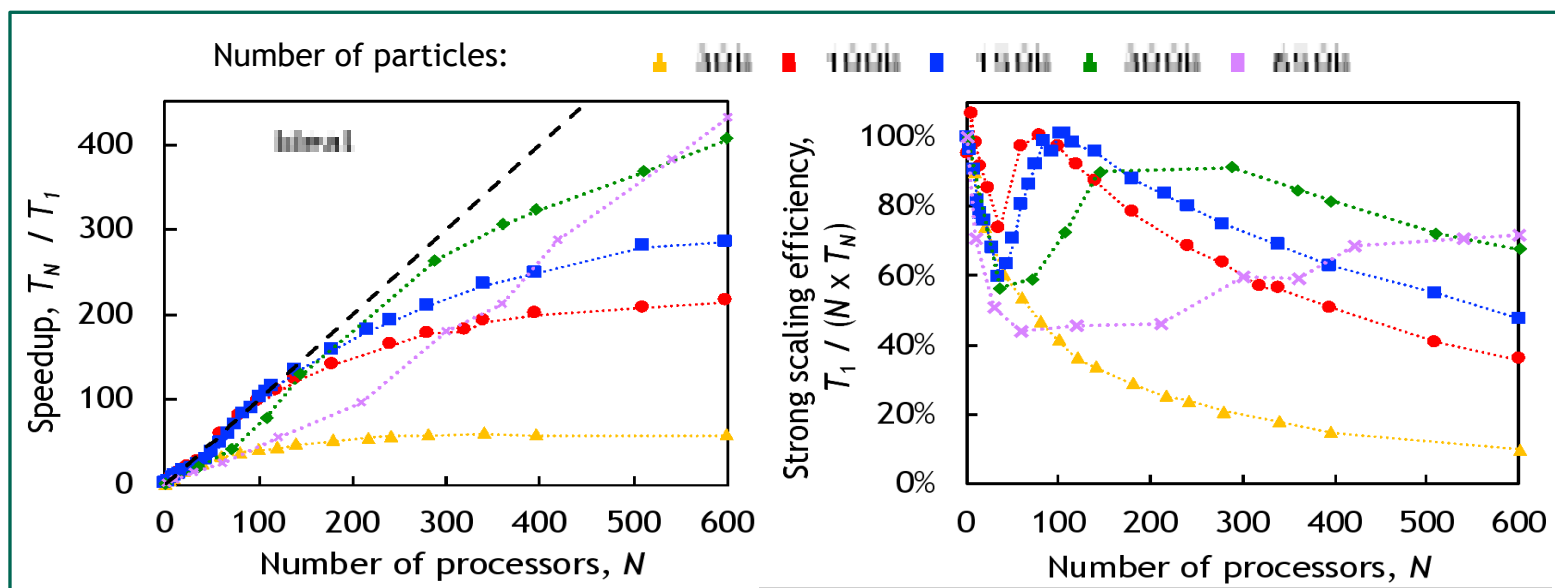 Number of particles:
400
300
200
100
0
Speedup, T_N / T_1
0 100 200 300 400 500 600
Number of processors, N
100%
80%
60%
40%
20%
0%
Strong scaling efficiency,
T_1 / (N x T_N)
0 100 200 300 400 500 600
Number of processors, N